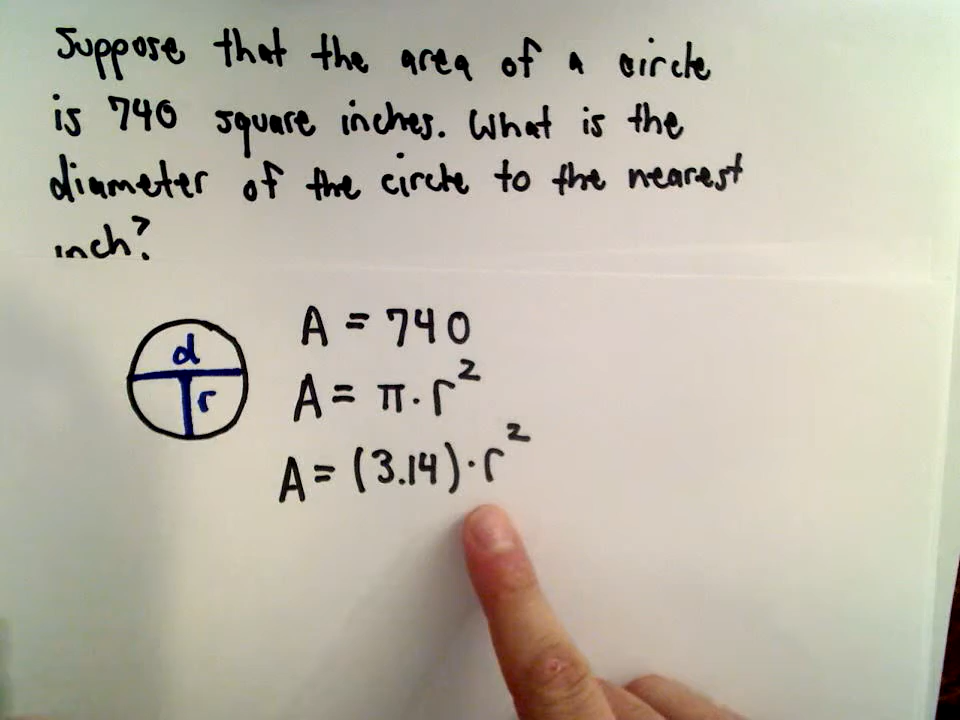 Suppose that the area of a circle
is 740 square inches. What is the
diameter of the circle to the nearest
inch?
A = 740
d
A = π · r²
r
A = (3.14) · r²